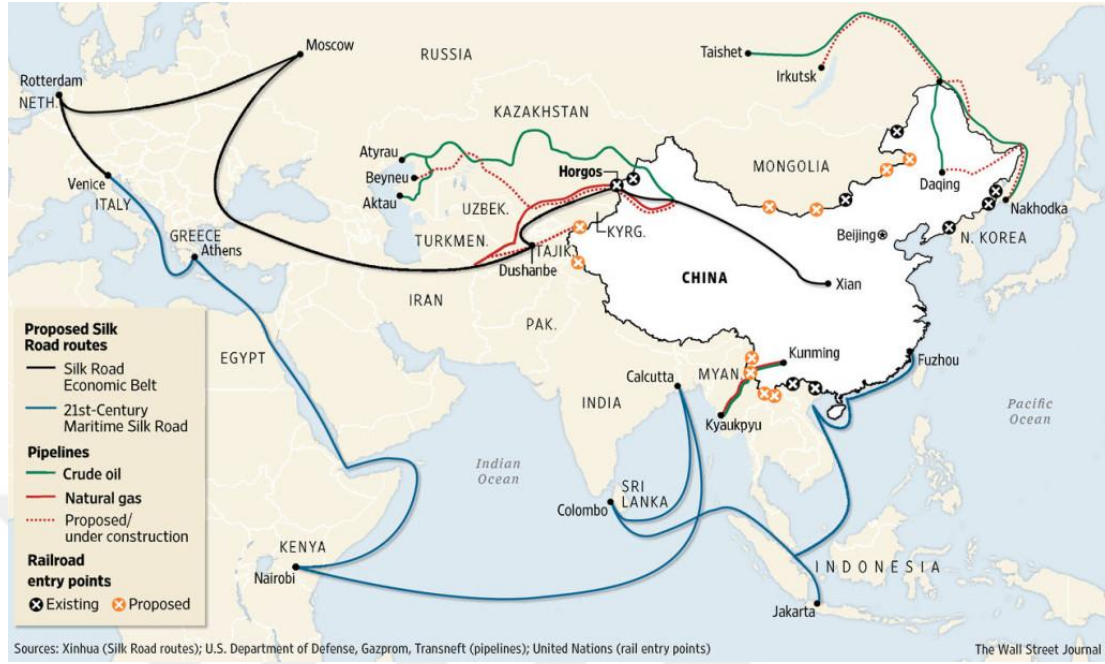 Moscow
RUSSIA
Taishet
Irkutsk
Rotterdam
NETH.
KAZAKHSTAN
Atyrau
Beyneu
Aktau
Horgos
MONGOLIA
Daqing
Nakhodka
Venice
ITALY
UZBEK.
GREECE
Athens
TURKMEN.
KYRG.
TAJIK.
Dushanbe
Beijing
N. KOREA
CHINA
Xian
IRAN
PAK.
EGYPT
Kunming
MYAN.
Fuzhou
Calcutta
INDIA
Kyaukpyu
Pacific
Ocean
Indian
Ocean
SRI
LANKA
Colombo
KENYA
Nairobi
INDONESIA
Jakarta
Proposed Silk
Road routes
Silk Road
Economic Belt
21st-Century
Maritime Silk Road
Pipelines
Crude oil
Natural gas
Proposed/
under construction
Railroad
entry points
Existing
Proposed
Sources: Xinhua (Silk Road routes); U.S. Department of Defense, Gazprom, Transneft (pipelines); United Nations (rail entry points)
The Wall Street Journal